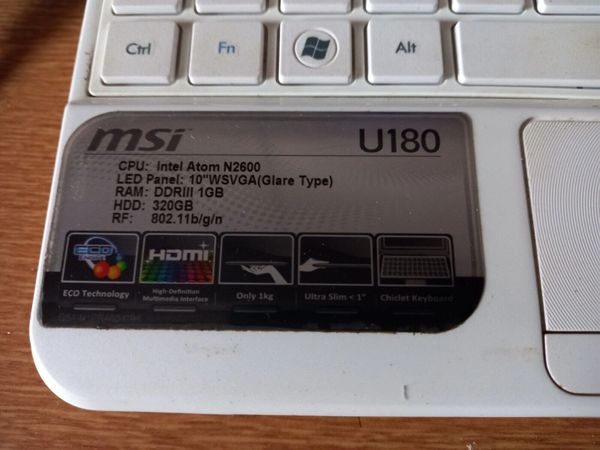 Ctrl Fn Alt
msi U180
CPU: Intel Atom N2600
LED Panel: 10"WSVGA(Glare Type)
RAM: DDRIII 1GB
HDD: 320GB
RF: 802.11b/g/n
HDMI
ECO Technology
High-Definition
Multimedia Interface
Only 1kg
Ultra Slim < 1"
Chiclet Keyboard